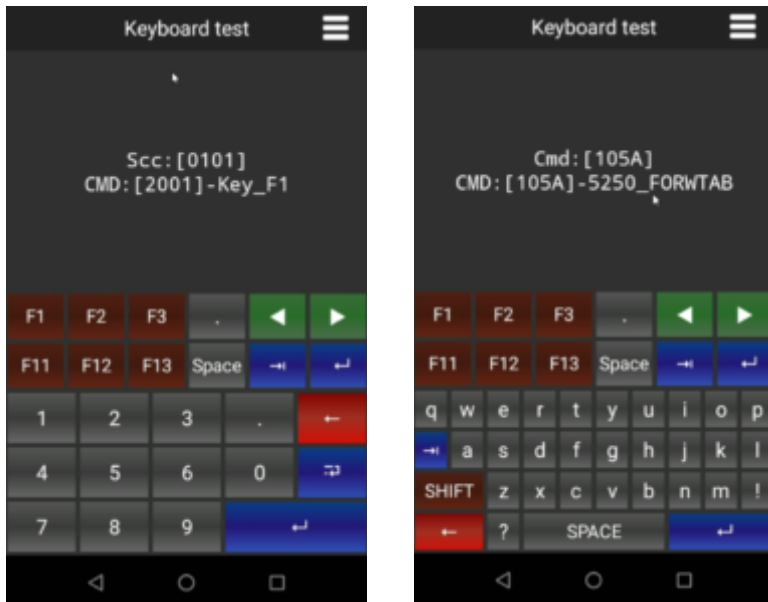 Keyboard test
Scc:[0101]
CMD:[2001]-Key_F1
F1 F2 F3 .
F11 F12 F13 Space
1 2 3 .
4 5 6 0
7 8 9
Keyboard test
Cmd:[105A]
CMD:[105A]-5250_FORWTAB
F1 F2 F3 .
F11 F12 F13 Space
q w e r t y u i o p
a s d f g h j k l
SHIFT z x c v b n m !
? SPACE